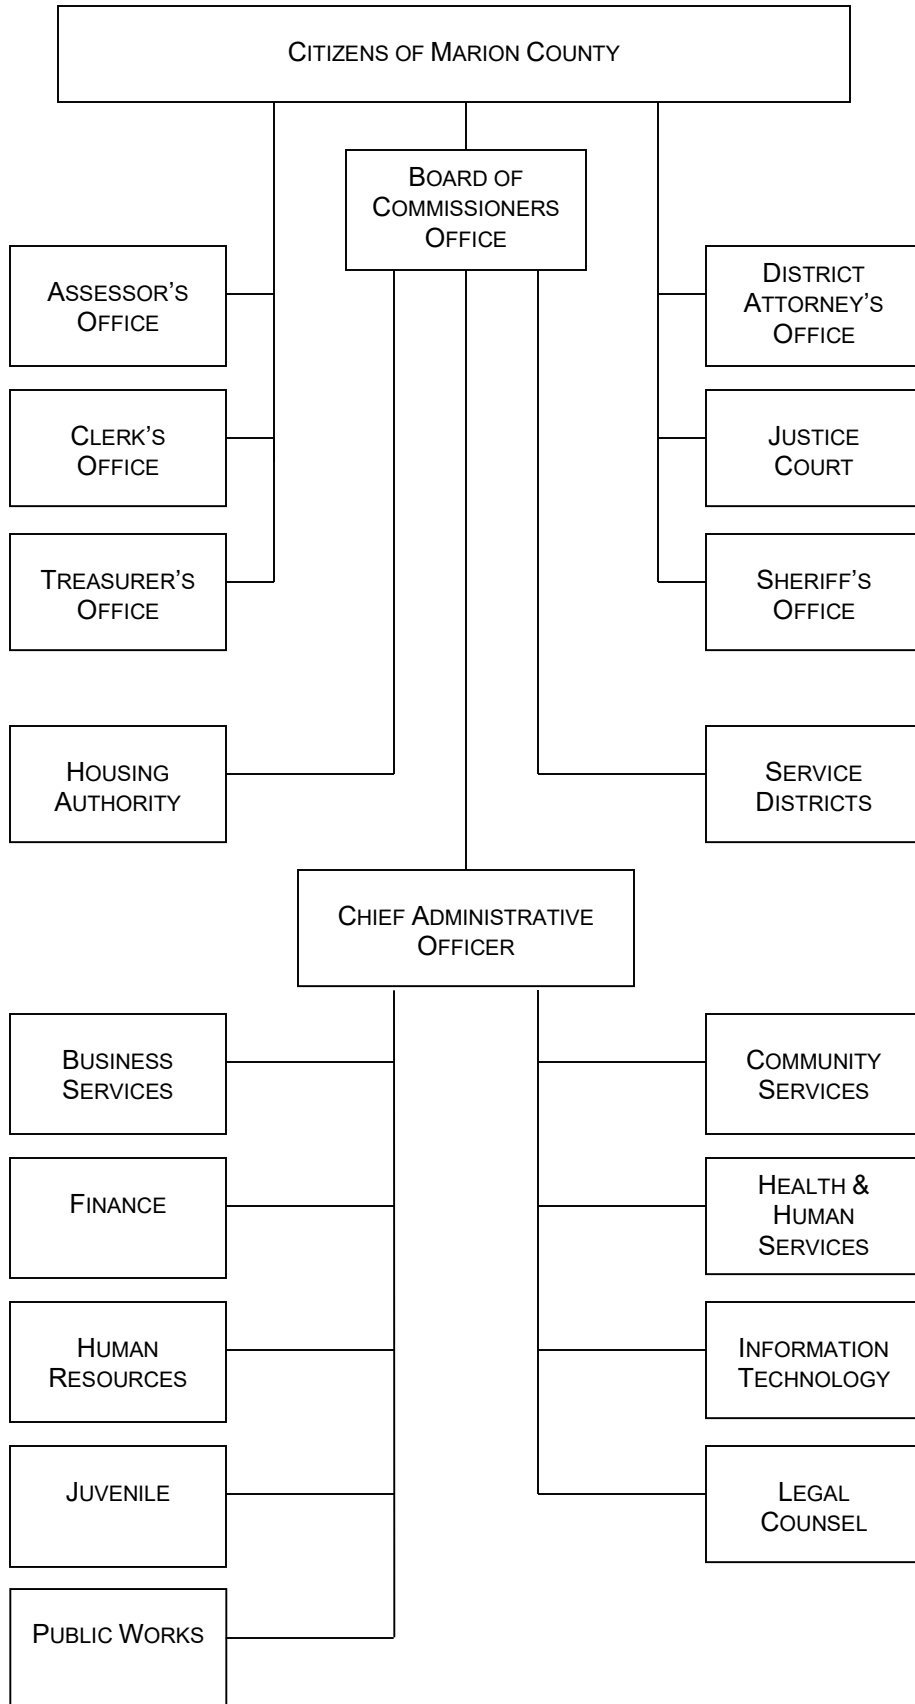 CITIZENS OF MARION COUNTY
BOARD OF
COMMISSIONERS
OFFICE
ASSESSOR’S
OFFICE
DISTRICT
ATTORNEY’S
OFFICE
CLERK’S
OFFICE
JUSTICE
COURT
TREASURER’S
OFFICE
SHERIFF’S
OFFICE
HOUSING
AUTHORITY
SERVICE
DISTRICTS
CHIEF ADMINISTRATIVE
OFFICER
BUSINESS
SERVICES
COMMUNITY
SERVICES
FINANCE
HEALTH &
HUMAN
SERVICES
HUMAN
RESOURCES
INFORMATION
TECHNOLOGY
JUVENILE
LEGAL
COUNSEL
PUBLIC WORKS